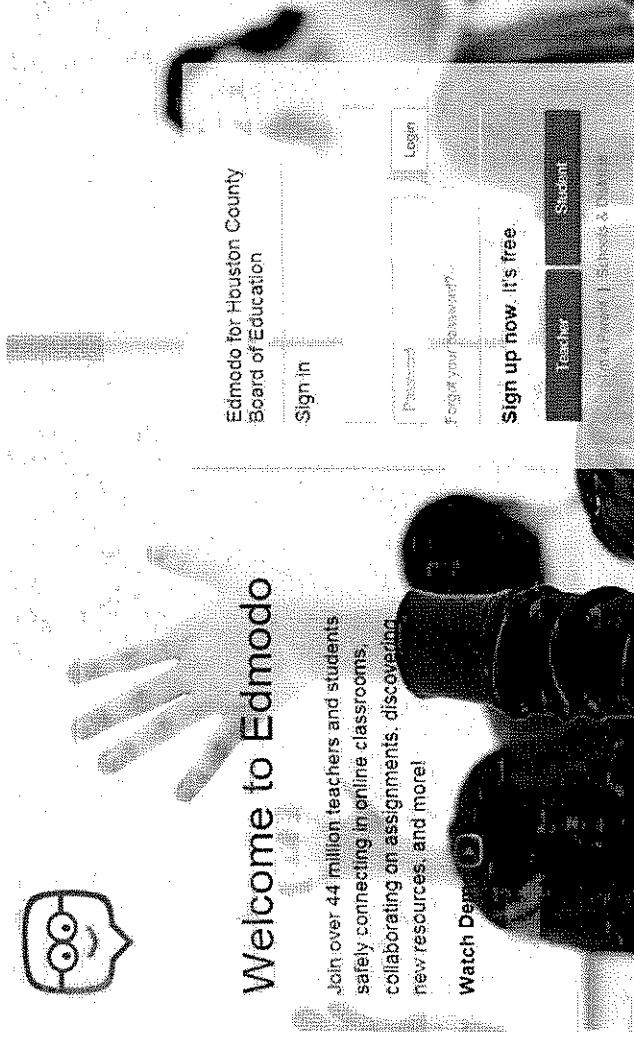 Welcome to Edmodo
Join over 44 million teachers and students
safely connecting in online classrooms,
collaborating on assignments, discovering
new resources, and more!
Watch Dem
Edmodo for Houston County
Board of Education
Sign in
Password
Login
Forgot your Password?...
Sign up now. It's free.
Teacher
Student
Schools &